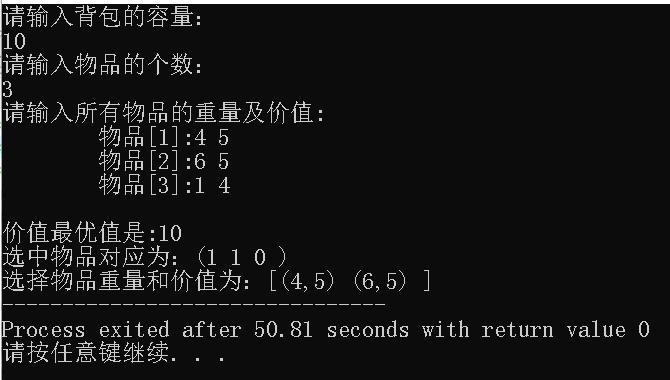 请输入背包的容量：
10
请输入物品的个数：
3
请输入所有物品的重量及价值:
物品[1]:4 5
物品[2]:6 5
物品[3]:1 4
价值最优值是:10
选中物品对应为：(1 1 0 )
选择物品重量和价值为：[(4,5) (6,5) ]
--------------------------------
Process exited after 50.81 seconds with return value 0
请按任意键继续. . .